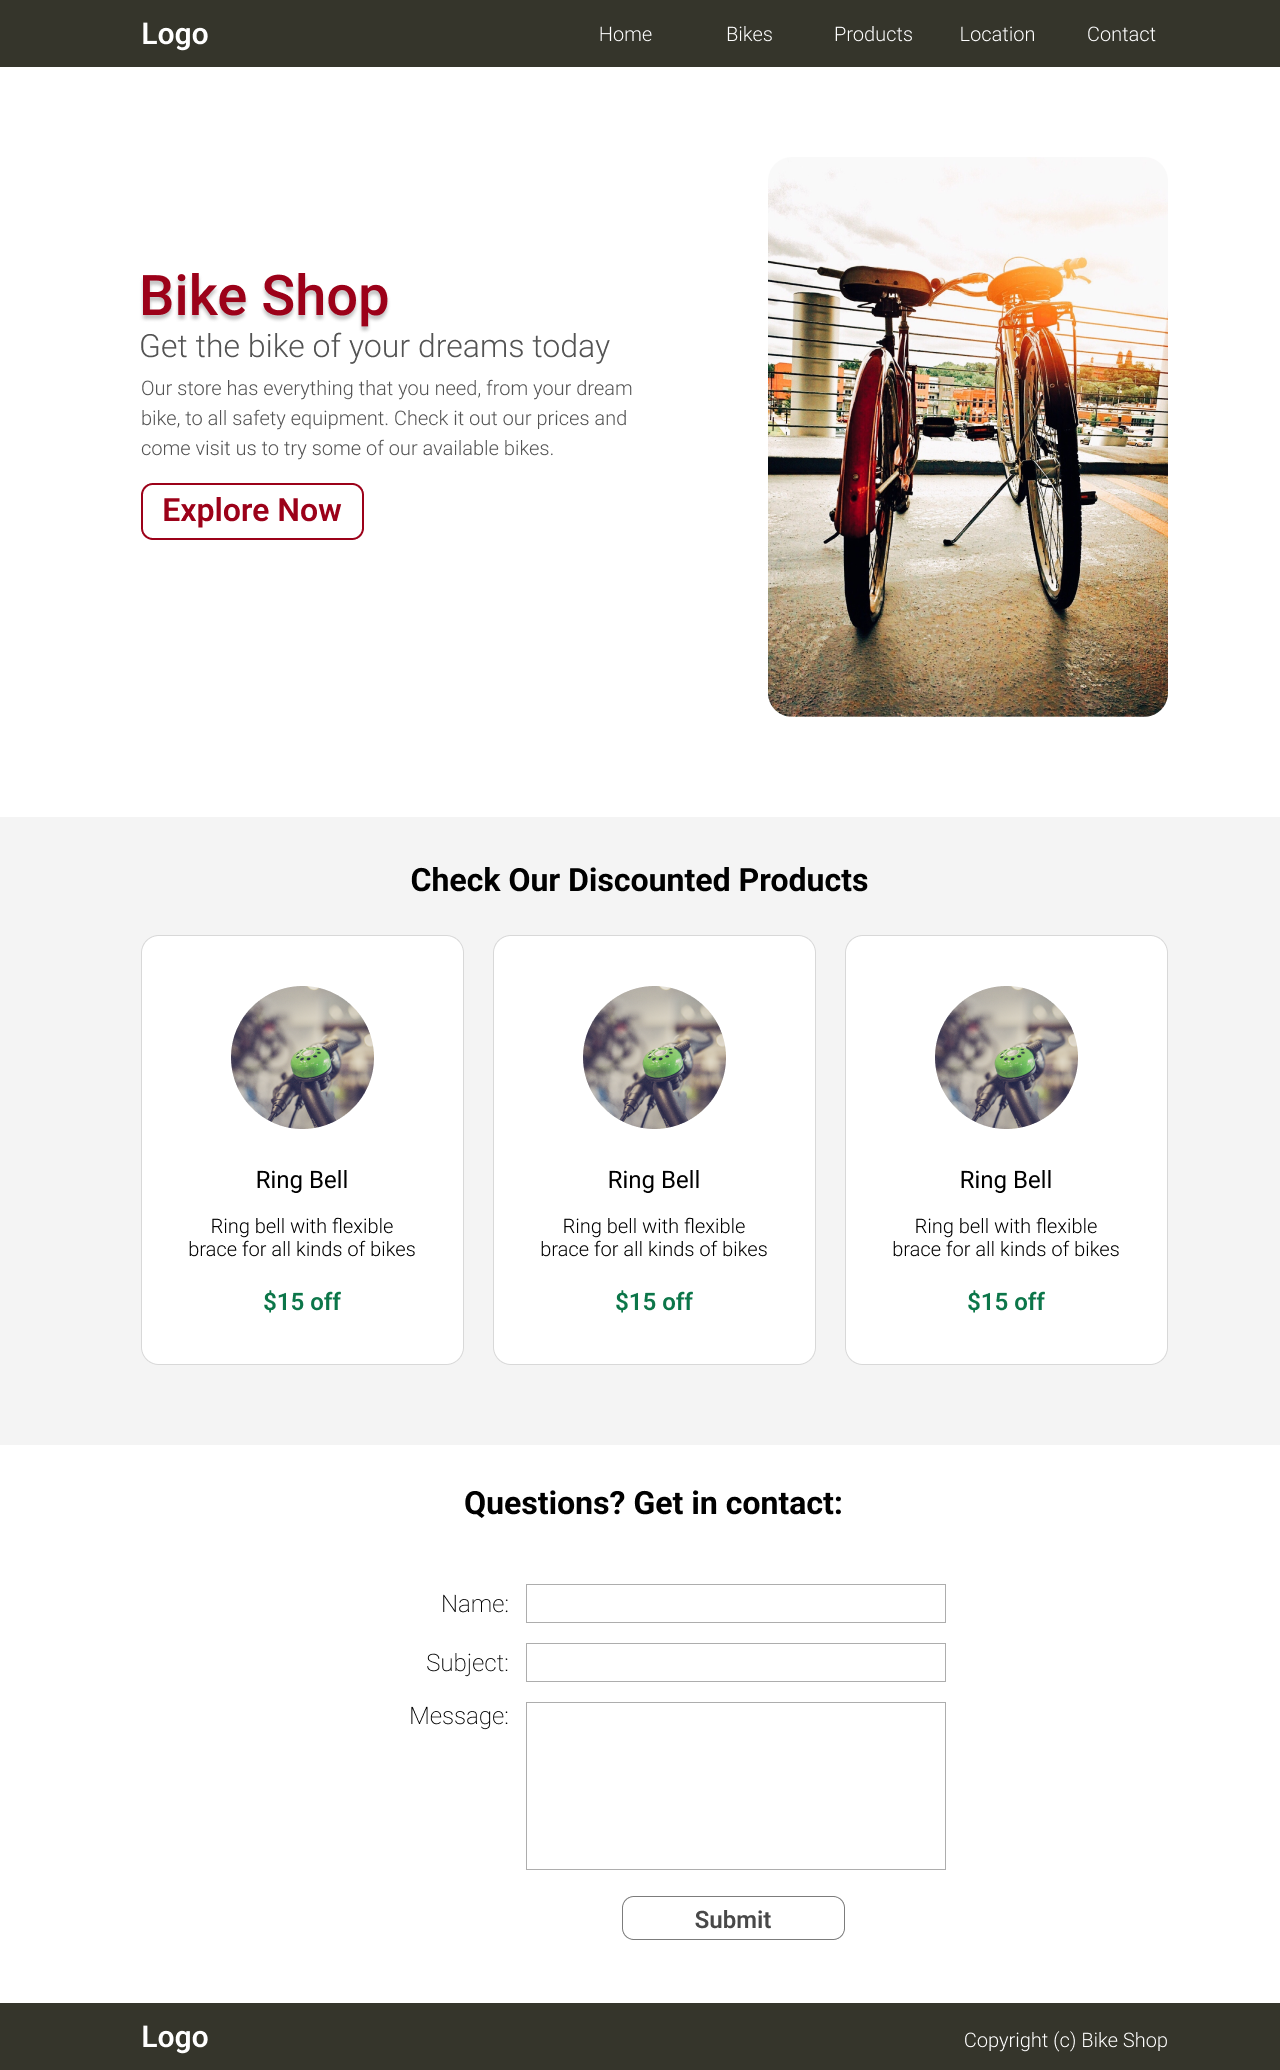 Logo
Home Bikes Products Location Contact
Bike Shop
Get the bike of your dreams today
Our store has everything that you need, from your dream
bike, to all safety equipment. Check it out our prices and
come visit us to try some of our available bikes.
Explore Now
Check Our Discounted Products
Ring Bell
Ring bell with flexible
brace for all kinds of bikes
$15 off
Ring Bell
Ring bell with flexible
brace for all kinds of bikes
$15 off
Ring Bell
Ring bell with flexible
brace for all kinds of bikes
$15 off
Questions? Get in contact:
Name:
Subject:
Message:
Submit
Logo
Copyright (c) Bike Shop